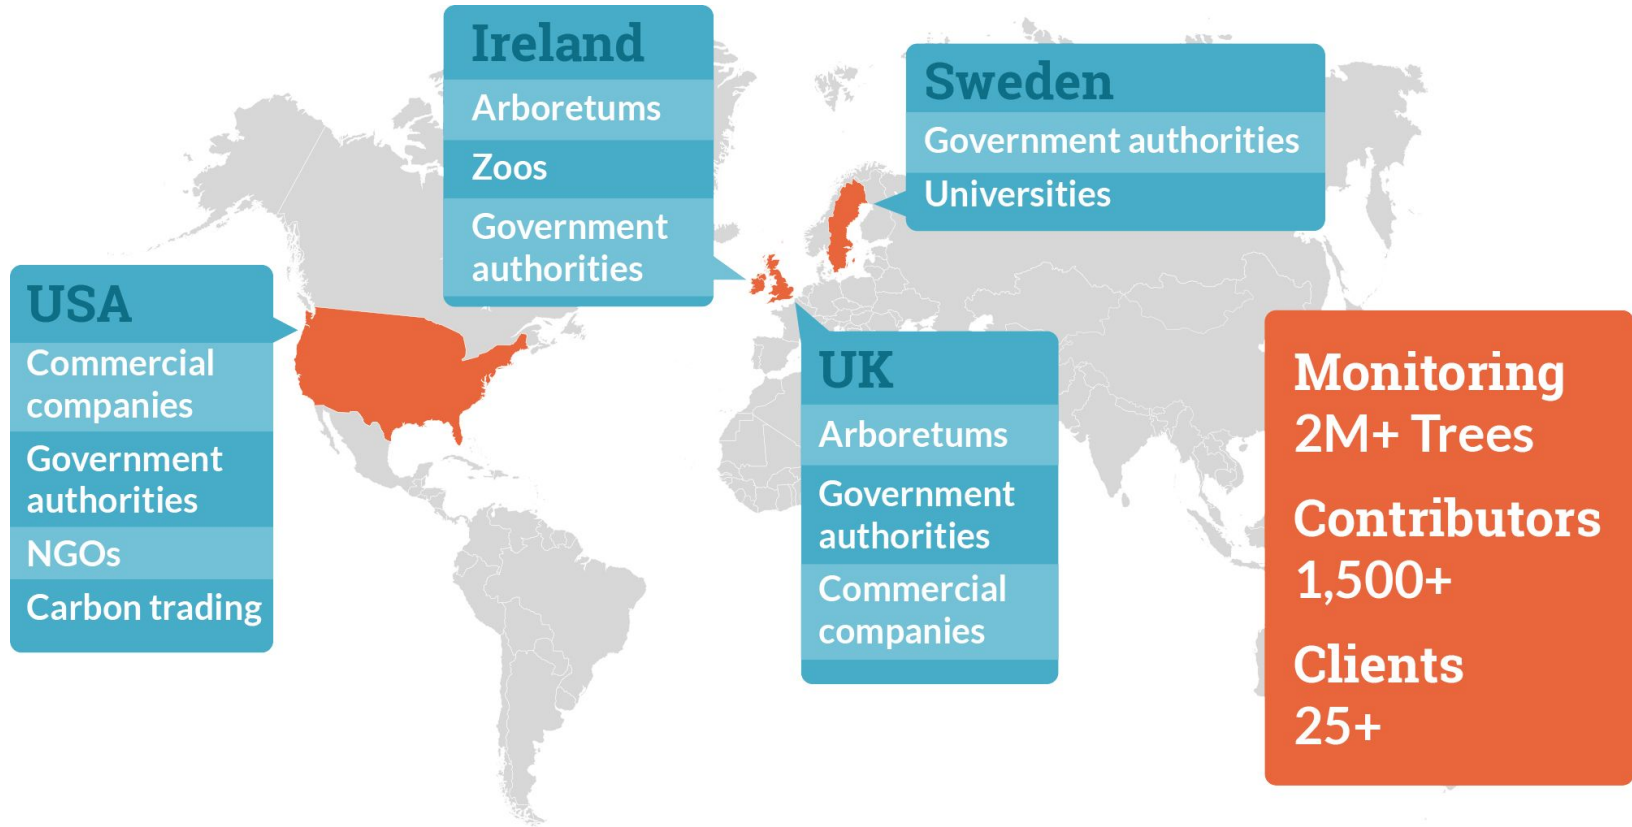 Ireland
Arboretums
Zoos
Government
authorities
Sweden
Government authorities
Universities
USA
Commercial
companies
Government
authorities
NGOs
Carbon trading
UK
Arboretums
Government
authorities
Commercial
companies
Monitoring
2M+ Trees
Contributors
1,500+
Clients
25+